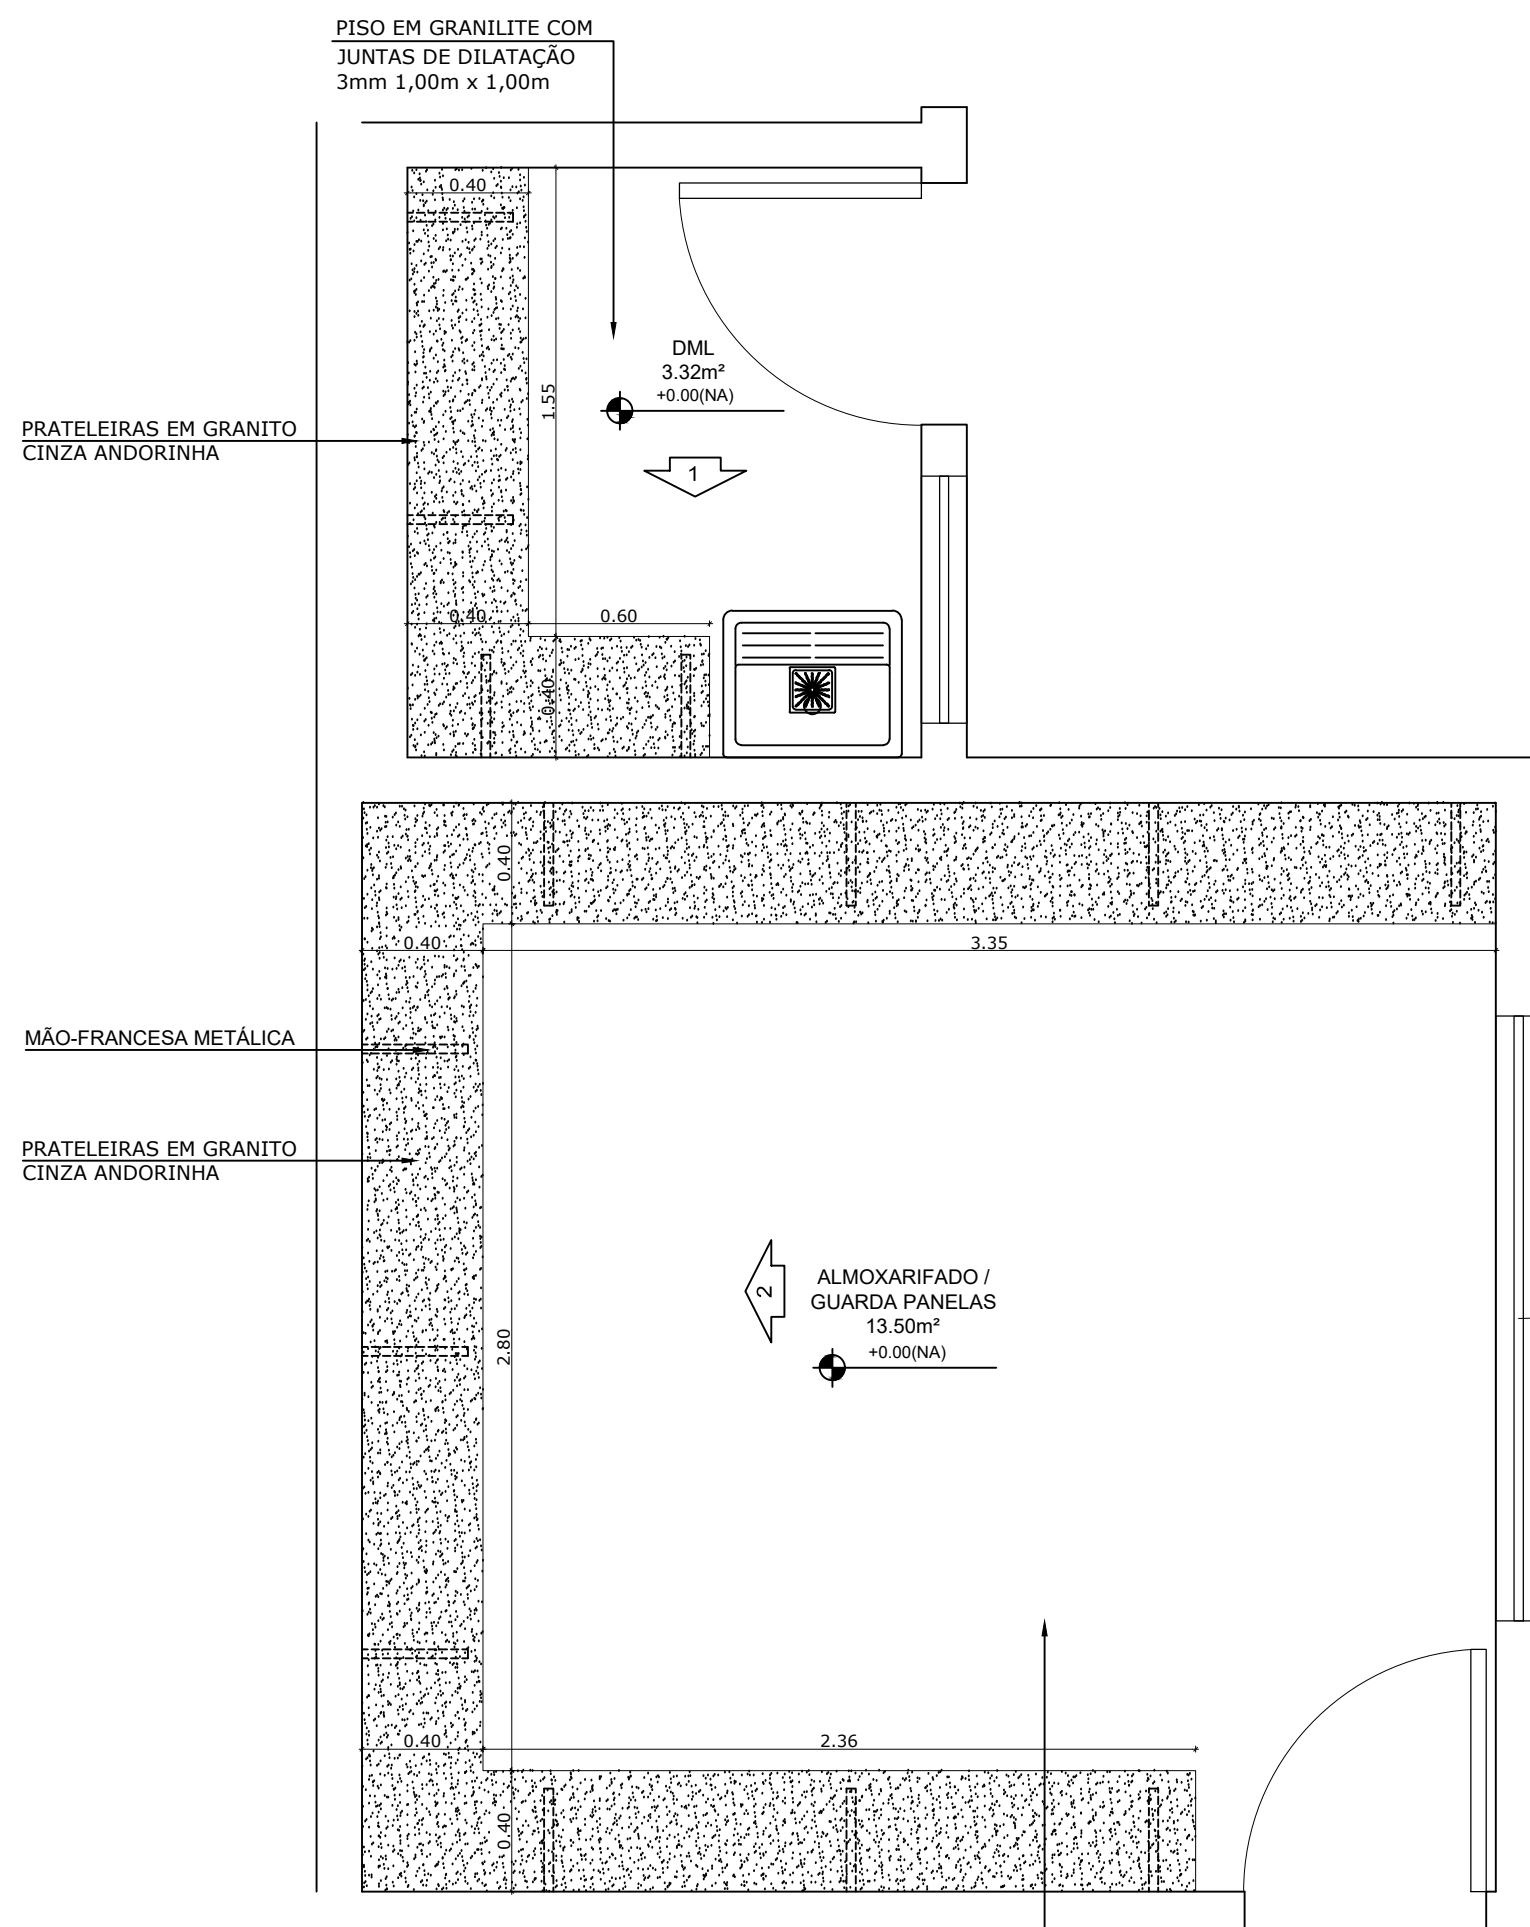 PISO EM GRANILITE COM
JUNTAS DE DILATAÇÃO
3mm 1,00m x 1,00m
0.40
DML
3.32m²
+0.00(NA)
1.55
PRATELEIRAS EM GRANITO
CINZA ANDORINHA
1
0.40
0.60
0.40
0.40
0.40
3.35
MÃO-FRANCESA METÁLICA
PRATELEIRAS EM GRANITO
CINZA ANDORINHA
2
ALMOXARIFADO /
GUARDA PANELAS
13.50m²
+0.00(NA)
2.80
0.40
2.36
0.40